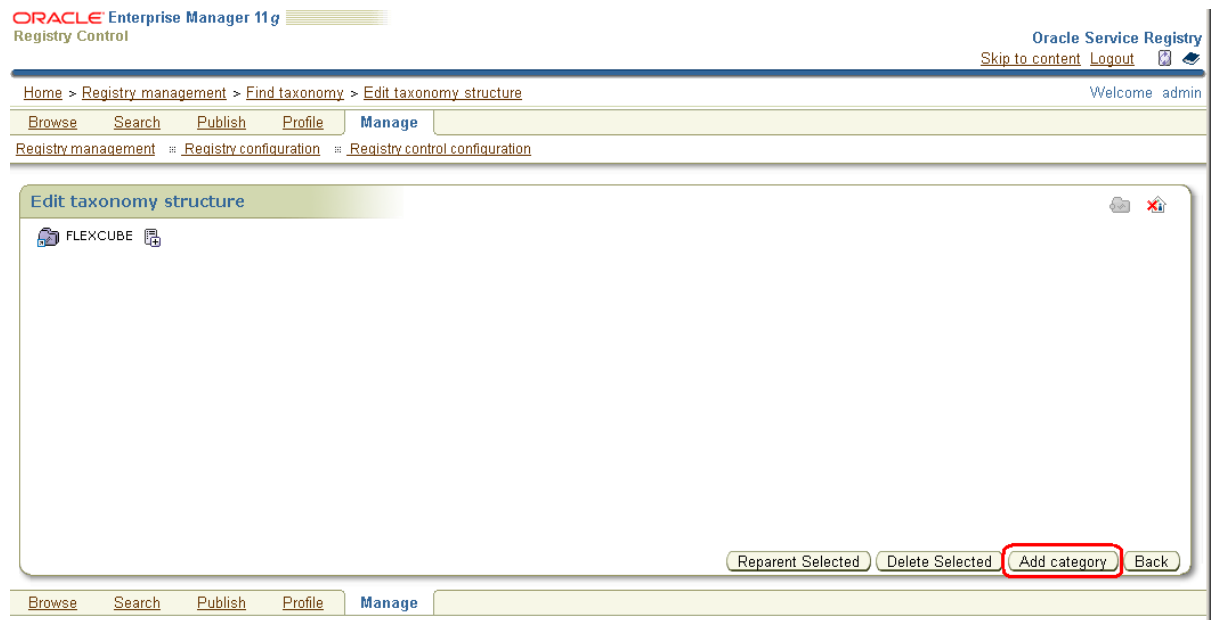 ORACLE Enterprise Manager 11g
Registry Control
Oracle Service Registry
Skip to content Logout
Home > Registry management > Find taxonomy > Edit taxonomy structure
Welcome admin
Browse Search Publish Profile Manage
Registry management Registry configuration Registry control configuration
Edit taxonomy structure
FLEXCUBE
Reparent Selected Delete Selected Add category Back
Browse Search Publish Profile Manage